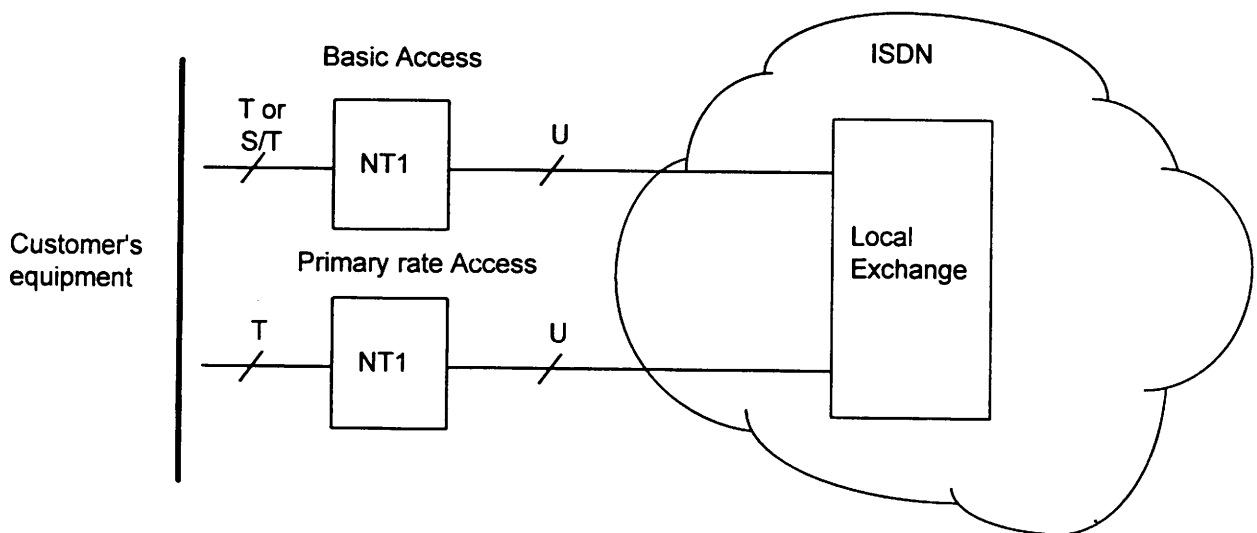 Basic Access
ISDN
T or
S/T
NT1
U
Customer's
equipment
Local
Exchange
Primary rate Access
T
NT1
U